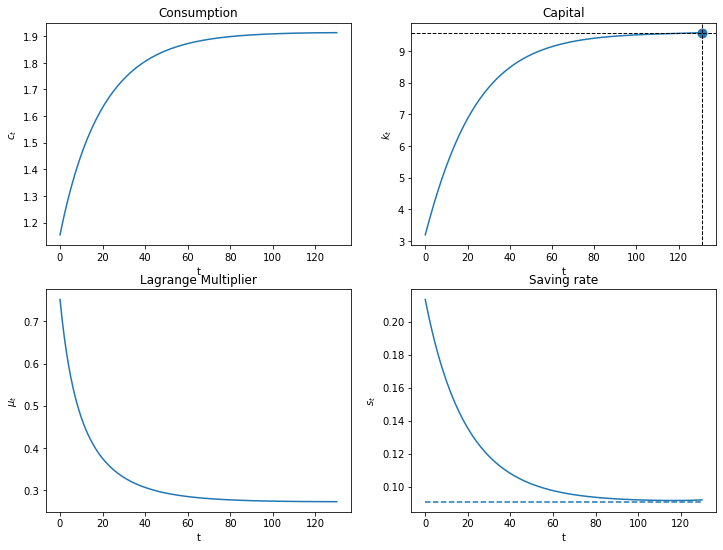 Consumption
1.9
1.8
1.7
1.6
1.5
1.4
1.3
1.2
c_t
0 20 40 60 80 100 120
t
Capital
9
8
7
6
5
4
3
k_t
0 20 40 60 80 100 120
t
Lagrange Multiplier
0.7
0.6
0.5
0.4
0.3
μ_t
0 20 40 60 80 100 120
t
Saving rate
0.20
0.18
0.16
0.14
0.12
0.10
s_t
0 20 40 60 80 100 120
t